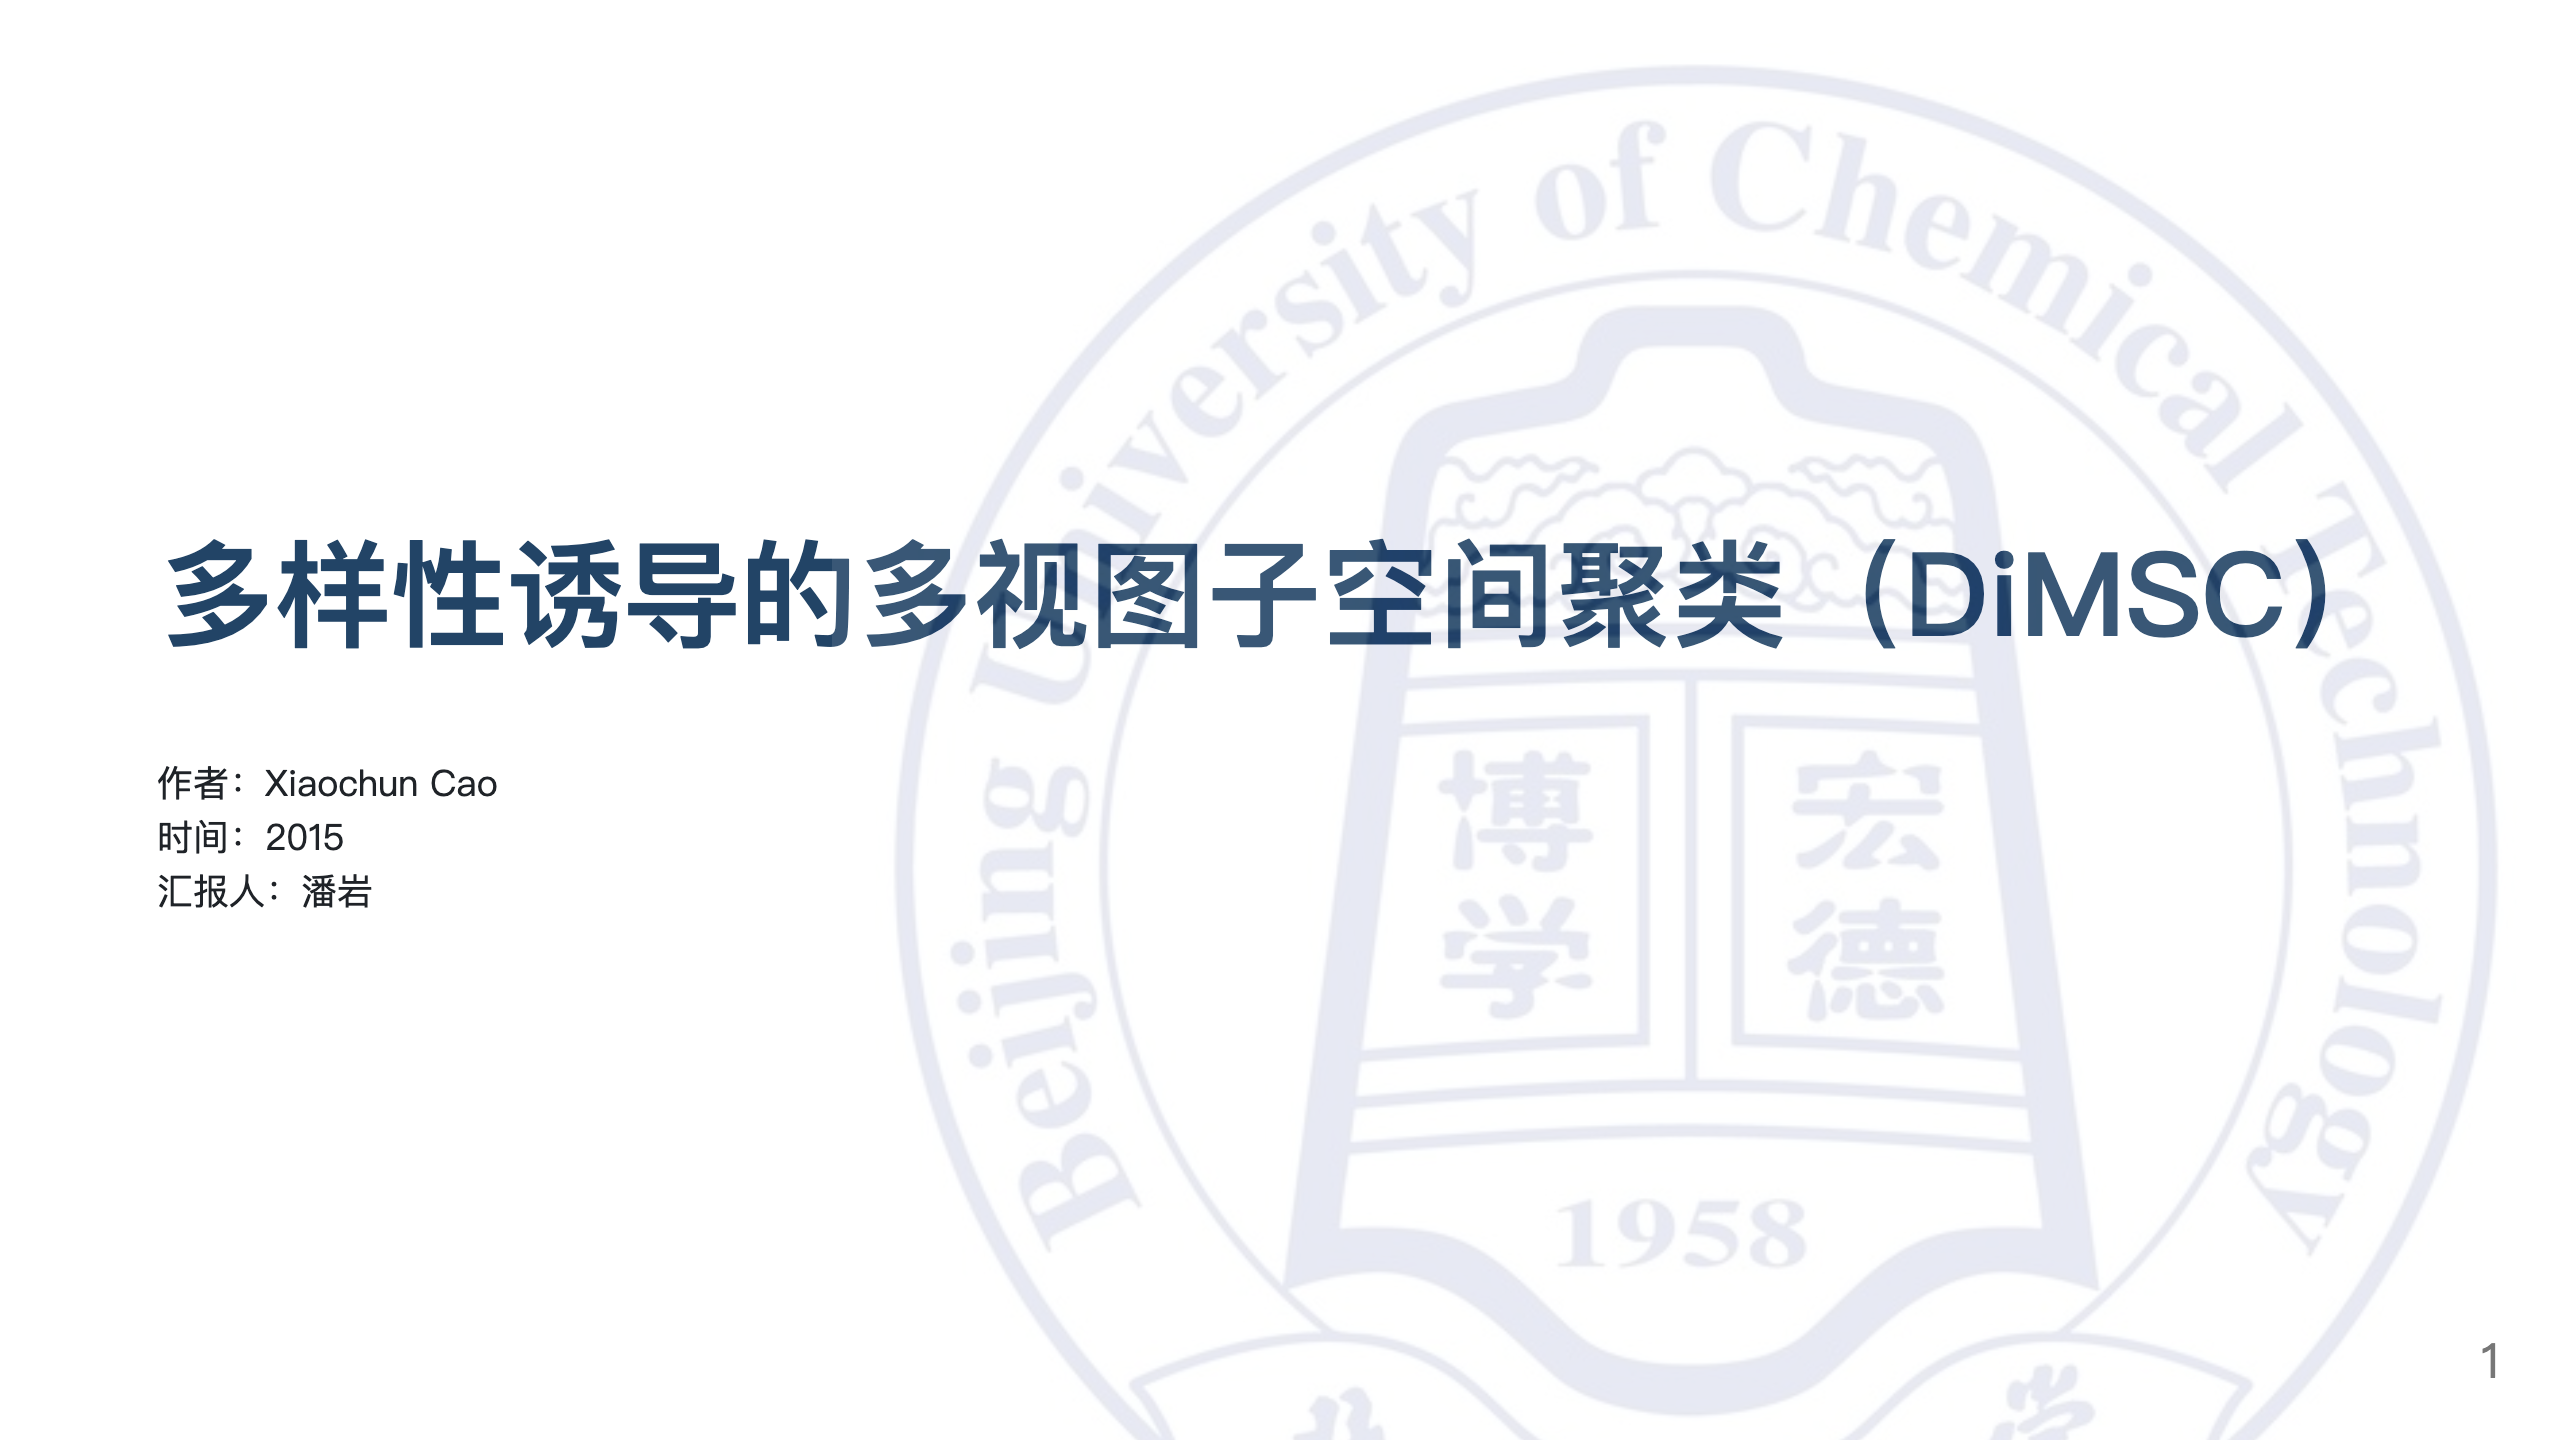 Beijing University of Chemical Technology
多样性诱导的多视图子空间聚类（DiMSC）
作者：Xiaochun Cao
时间：2015
汇报人：潘岩
博学
宏德
1958
1